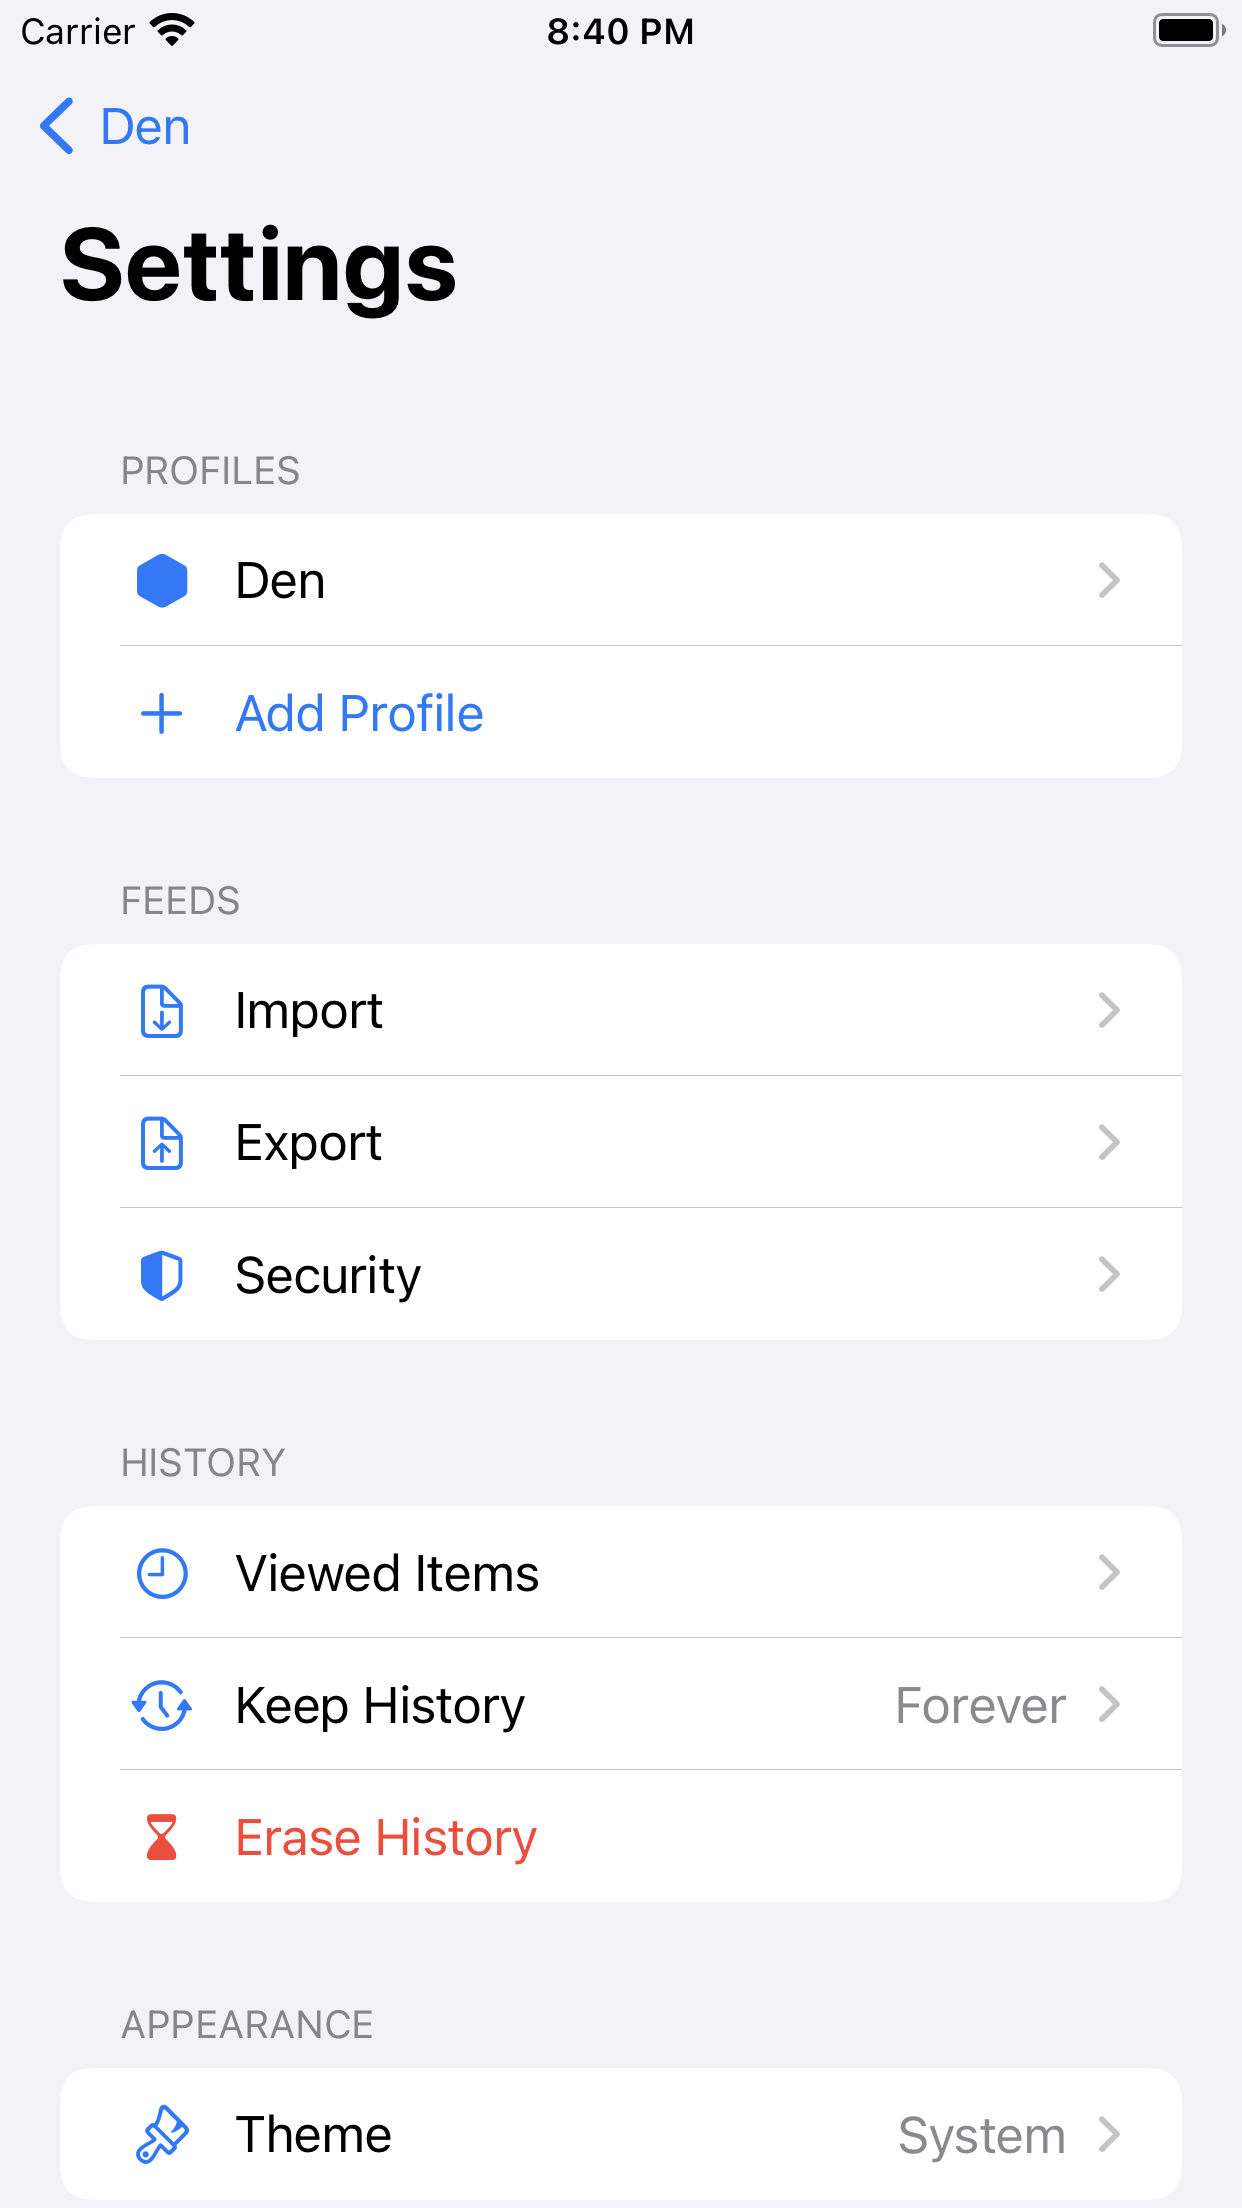 Carrier 8:40 PM
Den
Settings
PROFILES
Den
Add Profile
FEEDS
Import
Export
Security
HISTORY
Viewed Items
Keep History Forever
Erase History
APPEARANCE
Theme System